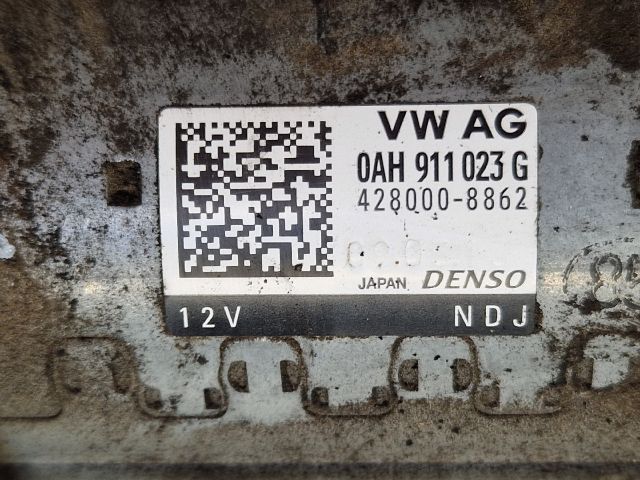 VW AG
0AH 911 023 G
428000-8862
JAPAN DENSO
12V NDJ